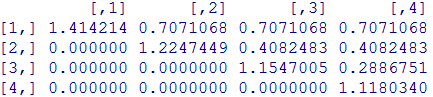 [,1] [,2] [,3] [,4]
[1,] 1.414214 0.7071068 0.7071068 0.7071068
[2,] 0.000000 1.2247449 0.4082483 0.4082483
[3,] 0.000000 0.0000000 1.1547005 0.2886751
[4,] 0.000000 0.0000000 0.0000000 1.1180340